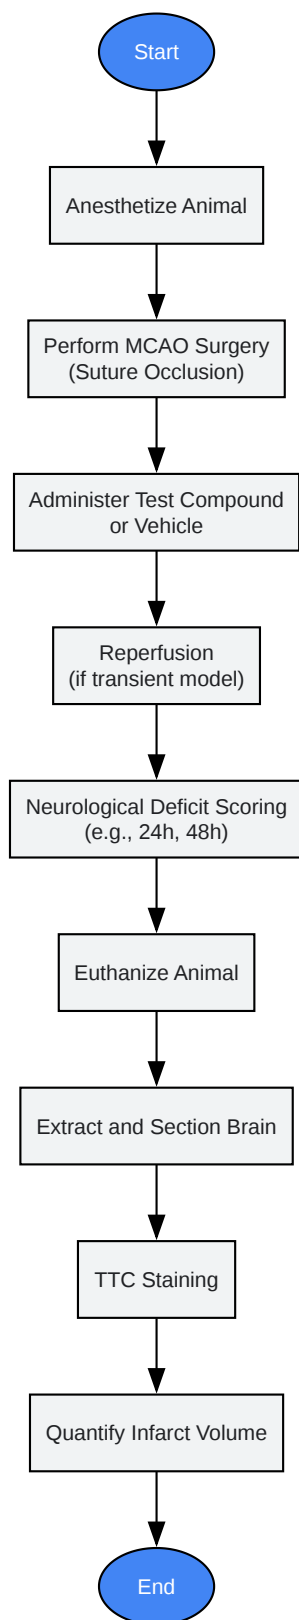 Start
Anesthetize Animal
Perform MCAO Surgery
(Suture Occlusion)
Administer Test Compound
or Vehicle
Reperfusion
(if transient model)
Neurological Deficit Scoring
(e.g., 24h, 48h)
Euthanize Animal
Extract and Section Brain
TTC Staining
Quantify Infarct Volume
End